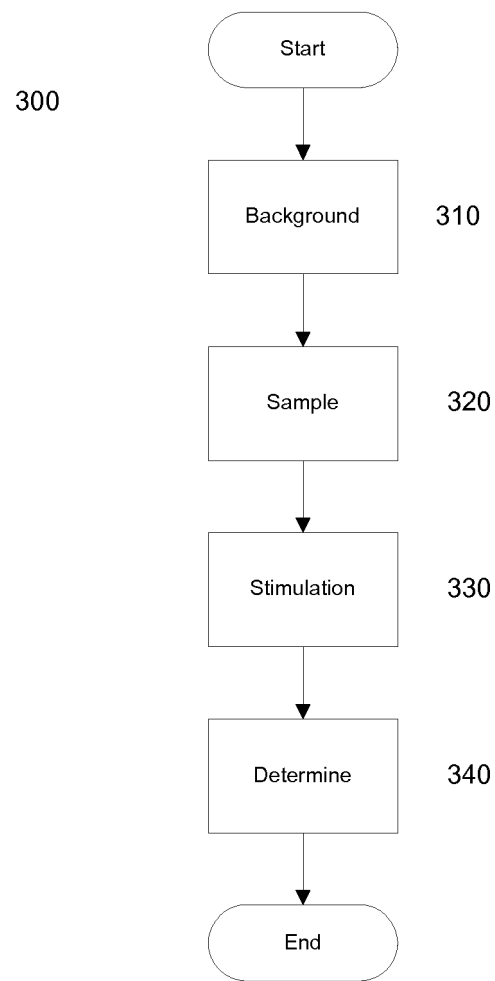 Start
300
Background
310
Sample
320
Stimulation
330
Determine
340
End